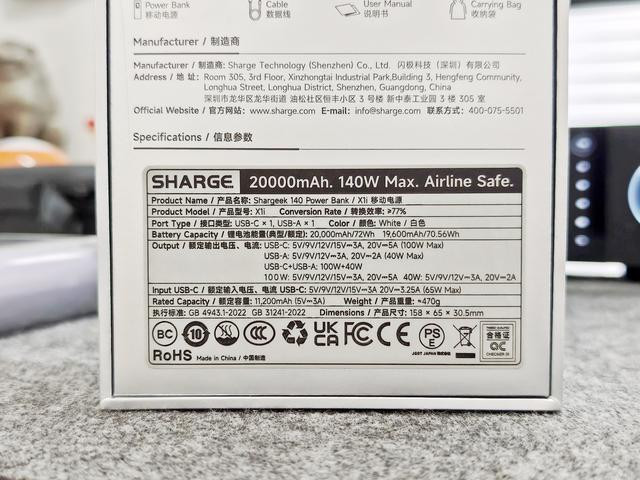 Power Bank
移动电源
Cable
数据线
User Manual
说明书
Carrying Bag
收纳袋
Manufacturer / 制造商
Manufacturer / 制造商: Sharge Technology (Shenzhen) Co., Ltd. 闪极科技（深圳）有限公司
Address / 地 址: Room 305, 3rd Floor, Xinzhongtai Industrial Park,Building 3, Hengfeng Community,
Longhua Street, Longhua District, Shenzhen, Guangdong, China
深圳市龙华区龙华街道 油松社区恒丰小区 3 号楼 新中泰工业园 3 楼 305 室
Official Website / 官方网站: www.sharge.com E-mail: info@sharge.com 联系方式: 400-075-5501
Specifications / 信息参数
SHARGE 20000mAh. 140W Max. Airline Safe.
Product Name / 产品名称: Shargeek 140 Power Bank / X1i 移动电源
Product Model / 产品型号: X1i Conversion Rate / 转换效率: ≥77%
Port Type / 接口类型: USB-C × 1, USB-A × 1 Color / 颜色: White / 白色
Battery Capacity / 锂电池能量(典型/额定): 20,000mAh/72Wh 19,600mAh/70.56Wh
Output / 额定输出电压、电流: USB-C: 5V/9V/12V/15V⎓3A, 20V⎓5A (100W Max)
USB-A: 5V/9V/12V⎓3A, 20V⎓2A (40W Max)
USB-C+USB-A: 100W+40W
100W: 5V/9V/12V/15V⎓3A, 20V⎓5A 40W: 5V/9V/12V⎓3A, 20V⎓2A
Input USB-C / 额定输入电压、电流 USB-C: 5V/9V/12V/15V⎓3A 20V⎓3.25A (65W Max)
Rated Capacity / 额定容量: 11,200mAh (5V⎓3A) Weight / 产品重量: ≈470g
执行标准: GB 4943.1-2022 GB 31241-2022 Dimensions / 产品尺寸: 158 × 65 × 30.5mm
BC 10 CCC UKCA FC CE PSE 合格证
QC
RoHS Made in China / 中国制造